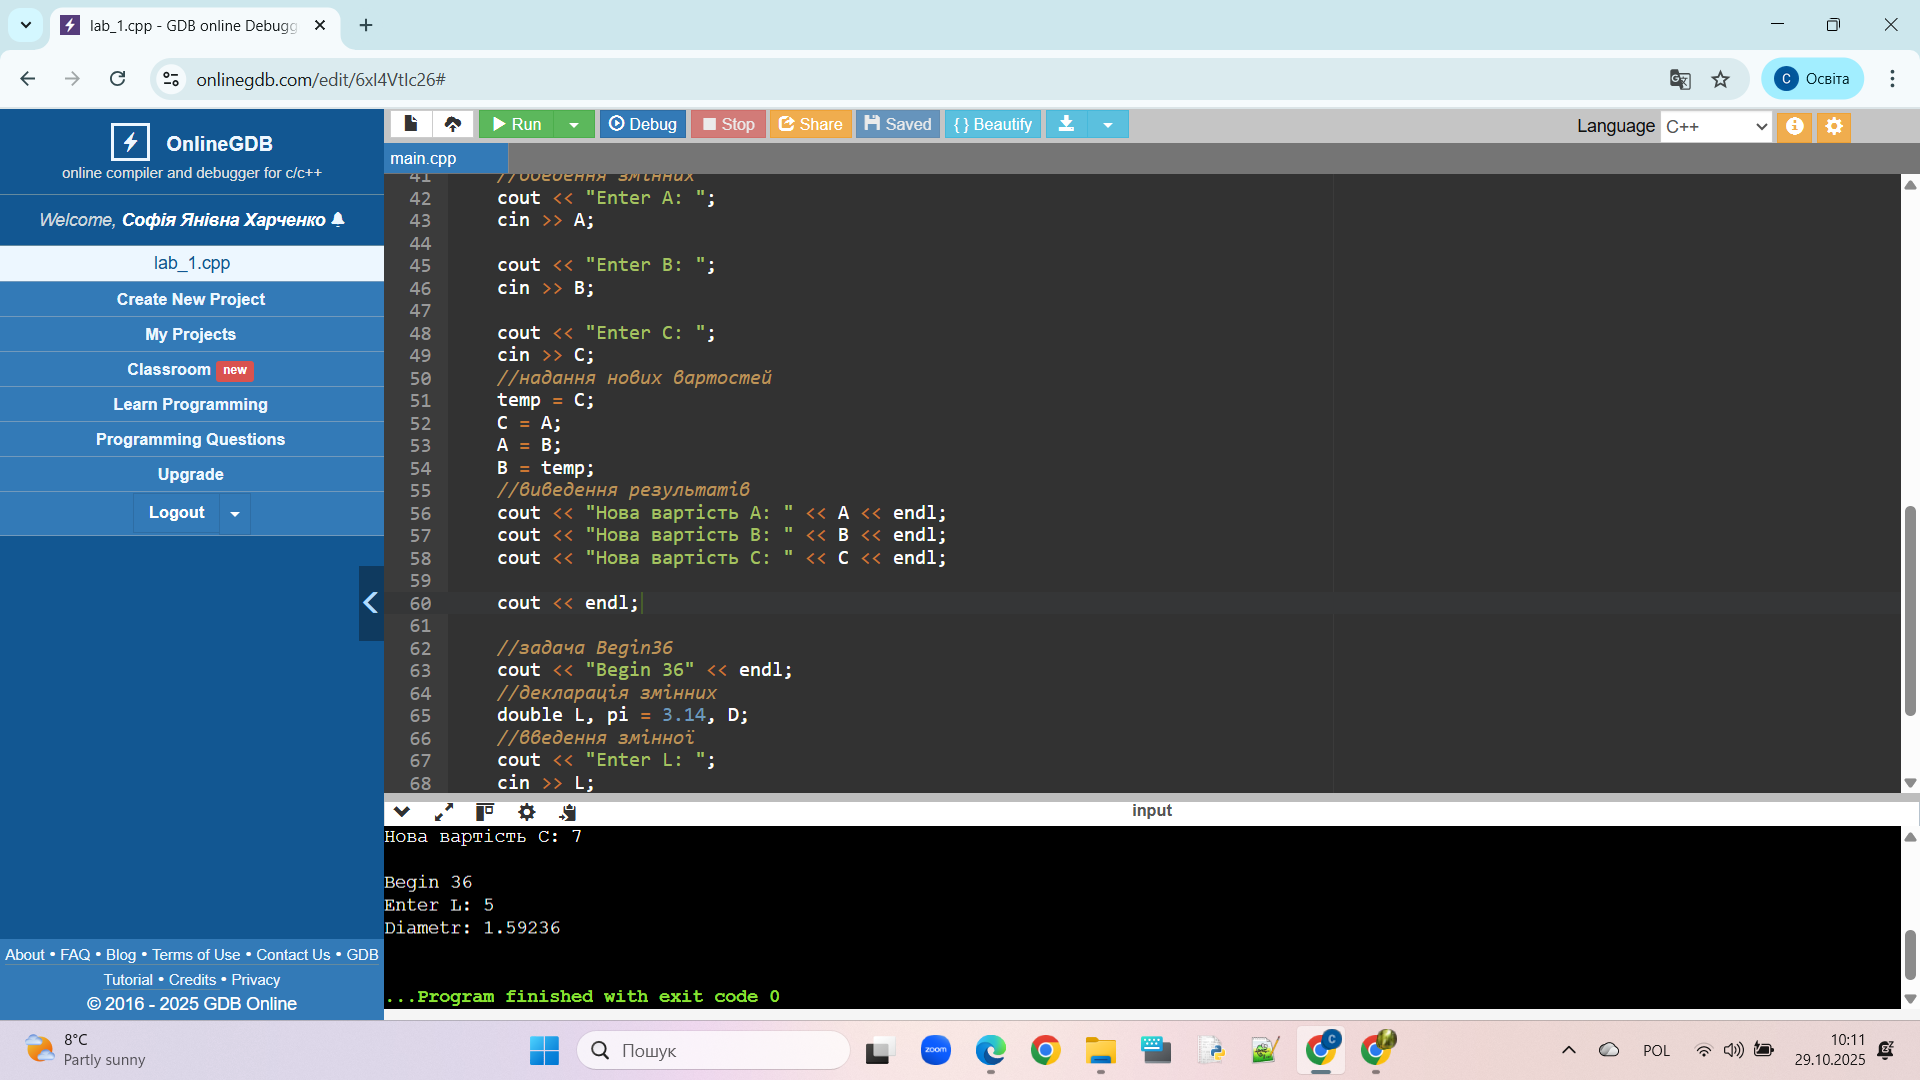 lab_1.cpp - GDB online Debugg
onlinegdb.com/edit/6xI4VtIc26#
C Освіта
OnlineGDB
online compiler and debugger for c/c++
Welcome, Софія Янівна Харченко
lab_1.cpp
Create New Project
My Projects
Classroom new
Learn Programming
Programming Questions
Upgrade
Logout
About • FAQ • Blog • Terms of Use • Contact Us • GDB
Tutorial • Credits • Privacy
© 2016 - 2025 GDB Online
Run Debug Stop Share Saved { } Beautify
Language C++
main.cpp
41 //введення змінних
42 cout << "Enter A: ";
43 cin >> A;
44
45 cout << "Enter B: ";
46 cin >> B;
47
48 cout << "Enter C: ";
49 cin >> C;
50 //надання нових вартостей
51 temp = C;
52 C = A;
53 A = B;
54 B = temp;
55 //виведення результатів
56 cout << "Нова вартість A: " << A << endl;
57 cout << "Нова вартість B: " << B << endl;
58 cout << "Нова вартість C: " << C << endl;
59
60 cout << endl;
61
62 //задача Begin36
63 cout << "Begin 36" << endl;
64 //декларація змінних
65 double L, pi = 3.14, D;
66 //введення змінної
67 cout << "Enter L: ";
68 cin >> L;
input
Нова вартість C: 7
Begin 36
Enter L: 5
Diametr: 1.59236
...Program finished with exit code 0
8°C
Partly sunny
Пошук
zoom
C
POL
10:11
29.10.2025